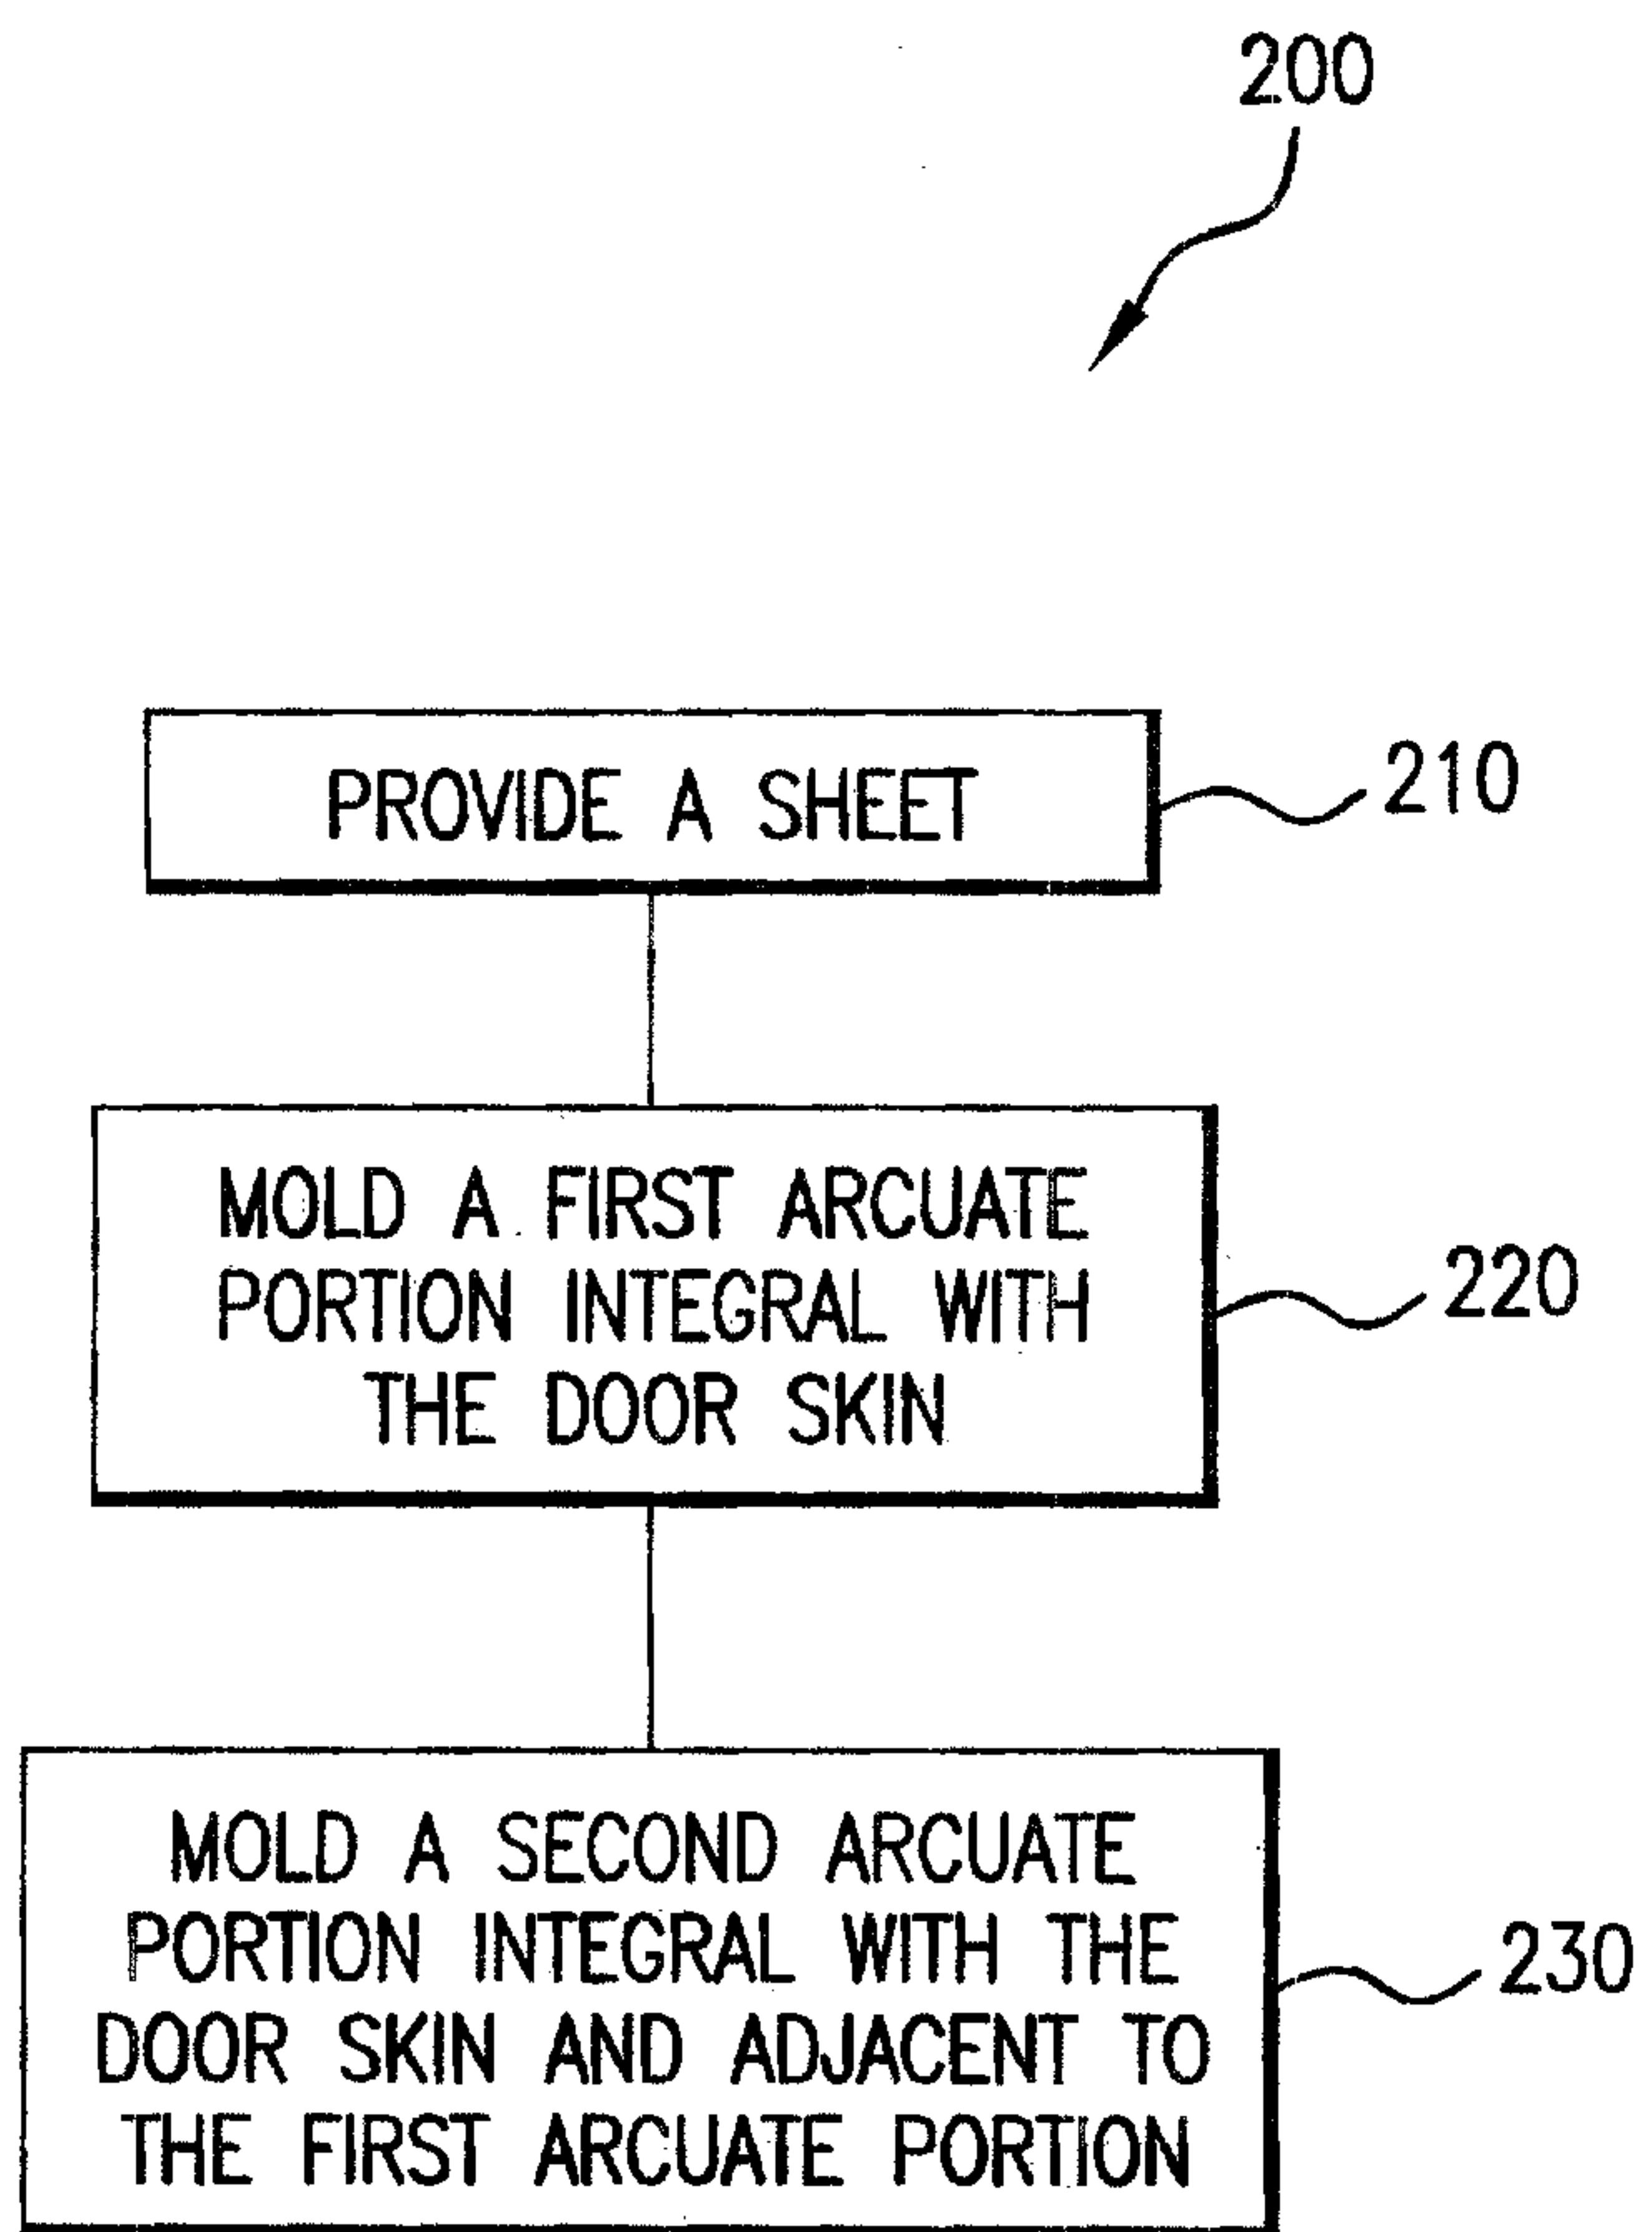 200
PROVIDE A SHEET
210
MOLD A FIRST ARCUATE
PORTION INTEGRAL WITH
THE DOOR SKIN
220
MOLD A SECOND ARCUATE
PORTION INTEGRAL WITH THE
DOOR SKIN AND ADJACENT TO
THE FIRST ARCUATE PORTION
230